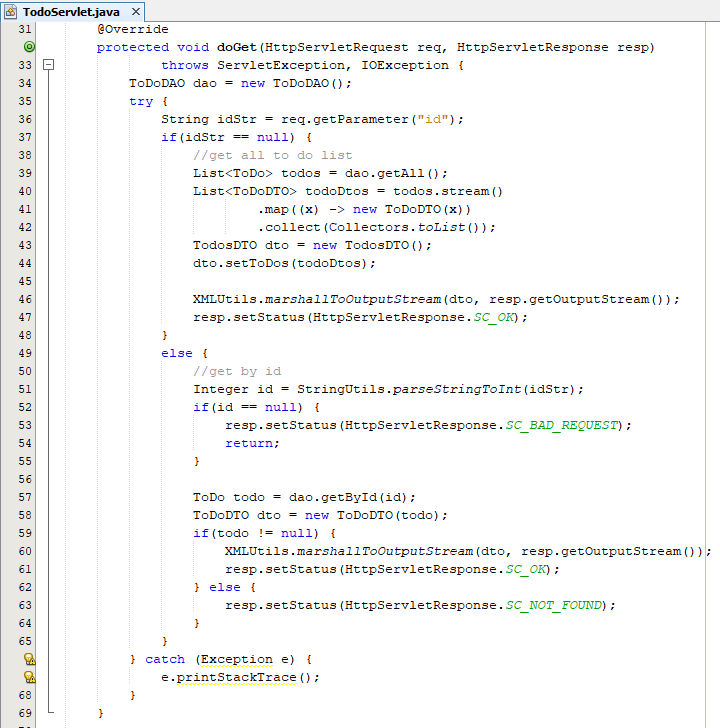 TodoServlet.java
31 @Override
protected void doGet(HttpServletRequest req, HttpServletResponse resp)
33 throws ServletException, IOException {
34 ToDoDAO dao = new ToDoDAO();
35 try {
36 String idStr = req.getParameter("id");
37 if(idStr == null) {
38 //get all to do list
39 List<ToDo> todos = dao.getAll();
40 List<ToDoDTO> todoDtos = todos.stream()
41 .map((x) -> new ToDoDTO(x))
42 .collect(Collectors.toList());
43 TodosDTO dto = new TodosDTO();
44 dto.setToDos(todoDtos);
45
46 XMLUtils.marshallToOutputStream(dto, resp.getOutputStream());
47 resp.setStatus(HttpServletResponse.SC_OK);
48 }
49 else {
50 //get by id
51 Integer id = StringUtils.parseStringToInt(idStr);
52 if(id == null) {
53 resp.setStatus(HttpServletResponse.SC_BAD_REQUEST);
54 return;
55 }
56
57 ToDo todo = dao.getById(id);
58 ToDoDTO dto = new ToDoDTO(todo);
59 if(todo != null) {
60 XMLUtils.marshallToOutputStream(dto, resp.getOutputStream());
61 resp.setStatus(HttpServletResponse.SC_OK);
62 } else {
63 resp.setStatus(HttpServletResponse.SC_NOT_FOUND);
64 }
65 }
} catch (Exception e) {
e.printStackTrace();
68 }
69 }